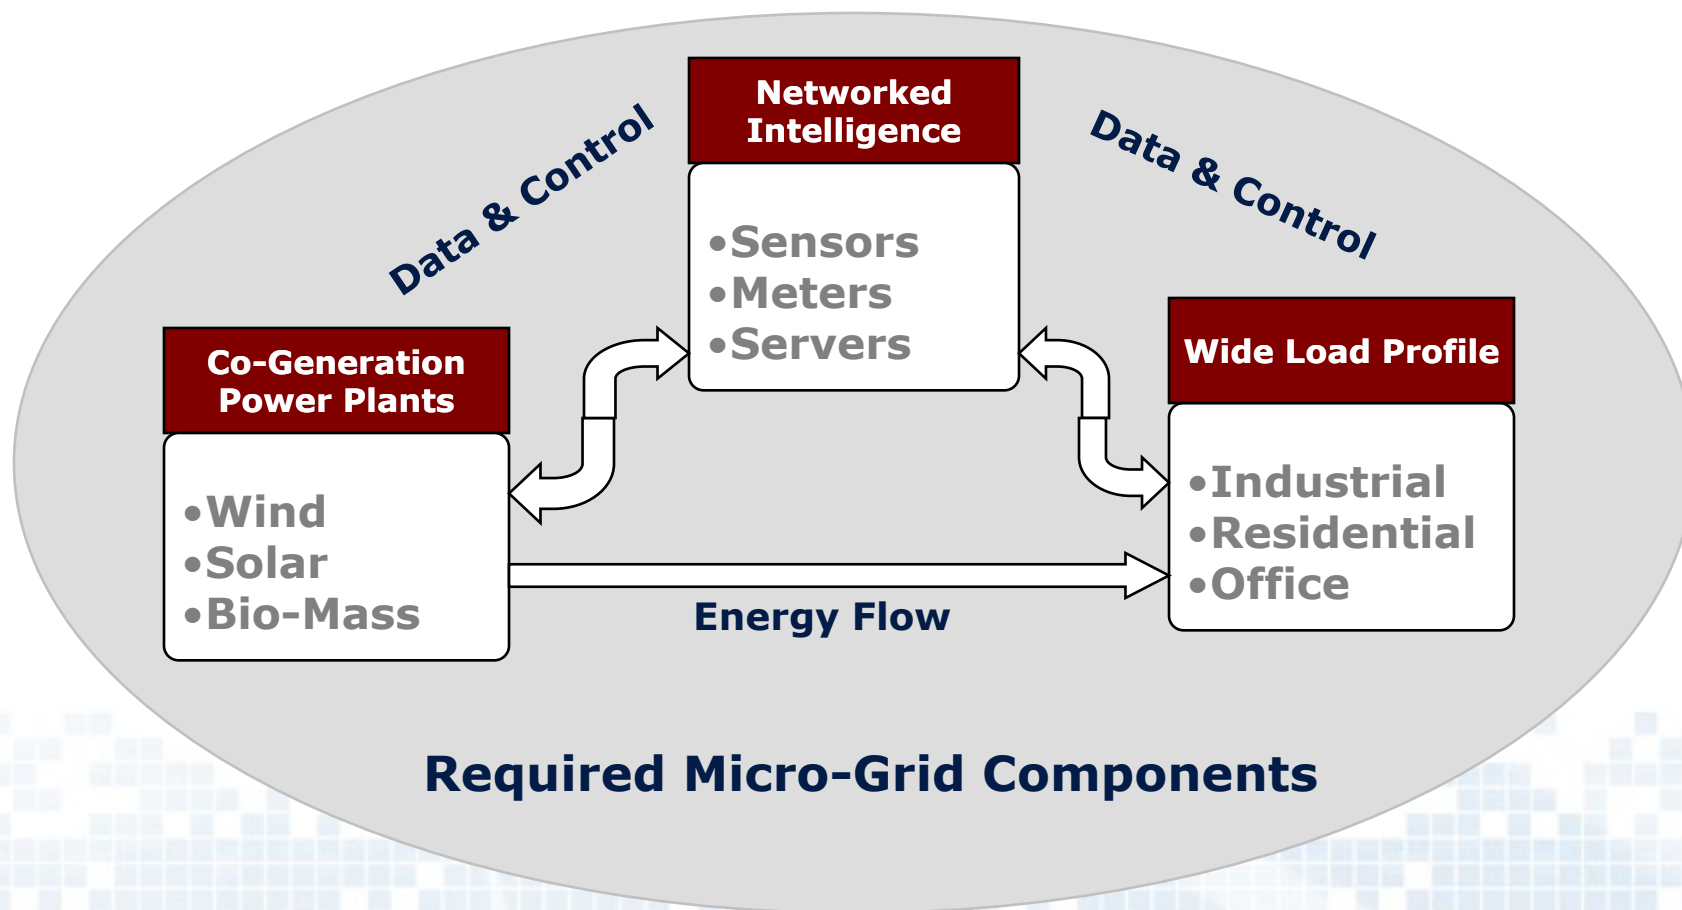 Networked
Intelligence
•Sensors
•Meters
•Servers
Data & Control
Data & Control
Co-Generation
Power Plants
•Wind
•Solar
•Bio-Mass
Wide Load Profile
•Industrial
•Residential
•Office
Energy Flow
Required Micro-Grid Components